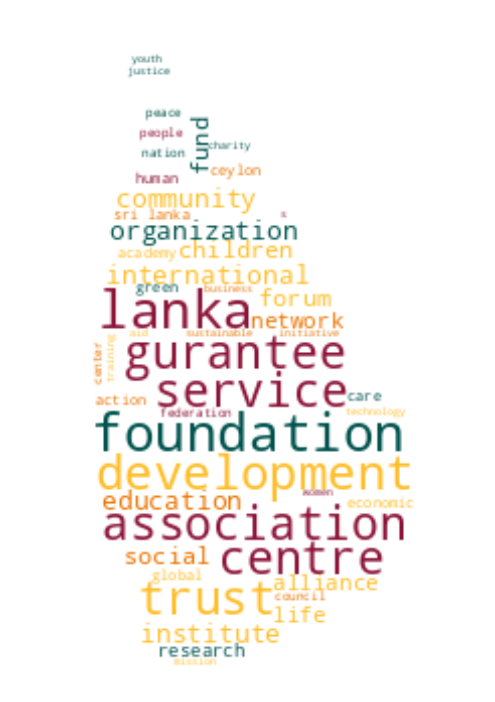 youth
justice
peace
fund
people
charity
nation
ceylon
human
community
sri lanka
s
organization
academy children
international
green business
lanka forum
network
aid sustainable initiative
gurantee
center
training
service
action care
federation technology
foundation
development
women
education economic
association
social centre
global alliance
trust council
life
institute
research
mission